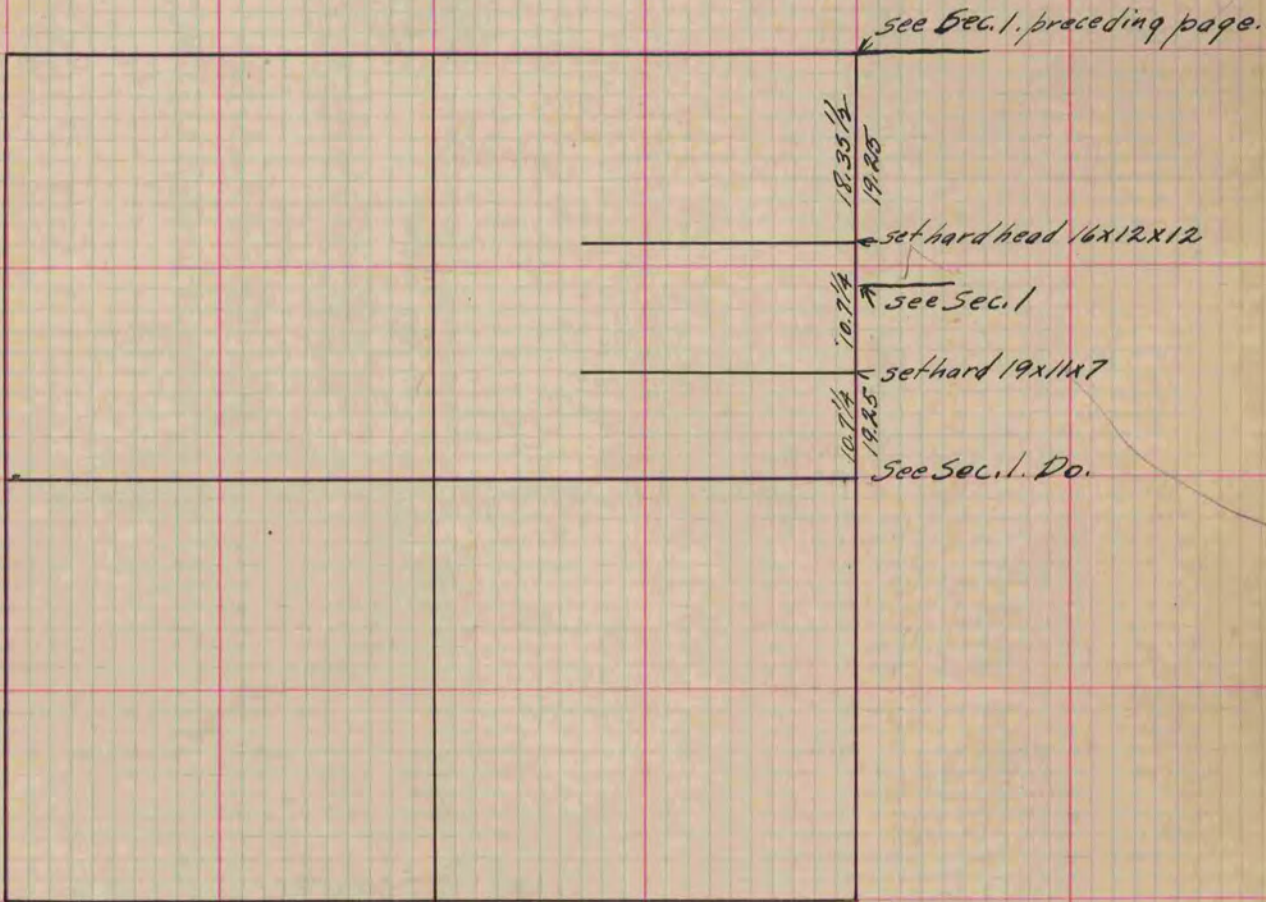 see Sec. 1. preceding page.
18.35 1/2
19.25
set hard head 16x12x12
10.7 1/4
see Sec. 1
set hard 19x11x7
10.7 1/4
19.25
See Sec. 1. Do.